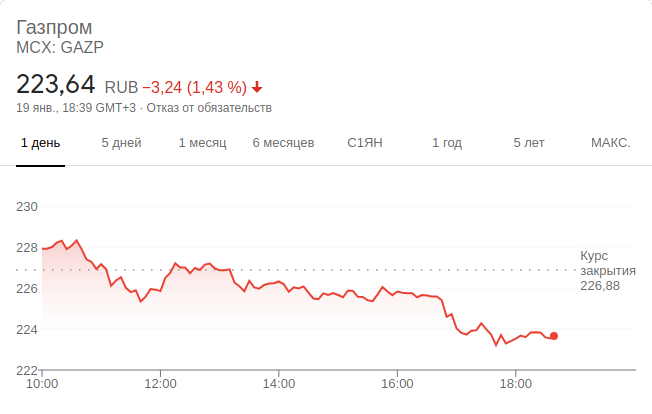 Газпром
MCX: GAZP
223,64 RUB −3,24 (1,43 %)
19 янв., 18:39 GMT+3 · Отказ от обязательств
1 день 5 дней 1 месяц 6 месяцев С1ЯН 1 год 5 лет МАКС.
230
228
Курс
закрытия
226,88
226
224
222
10:00 12:00 14:00 16:00 18:00